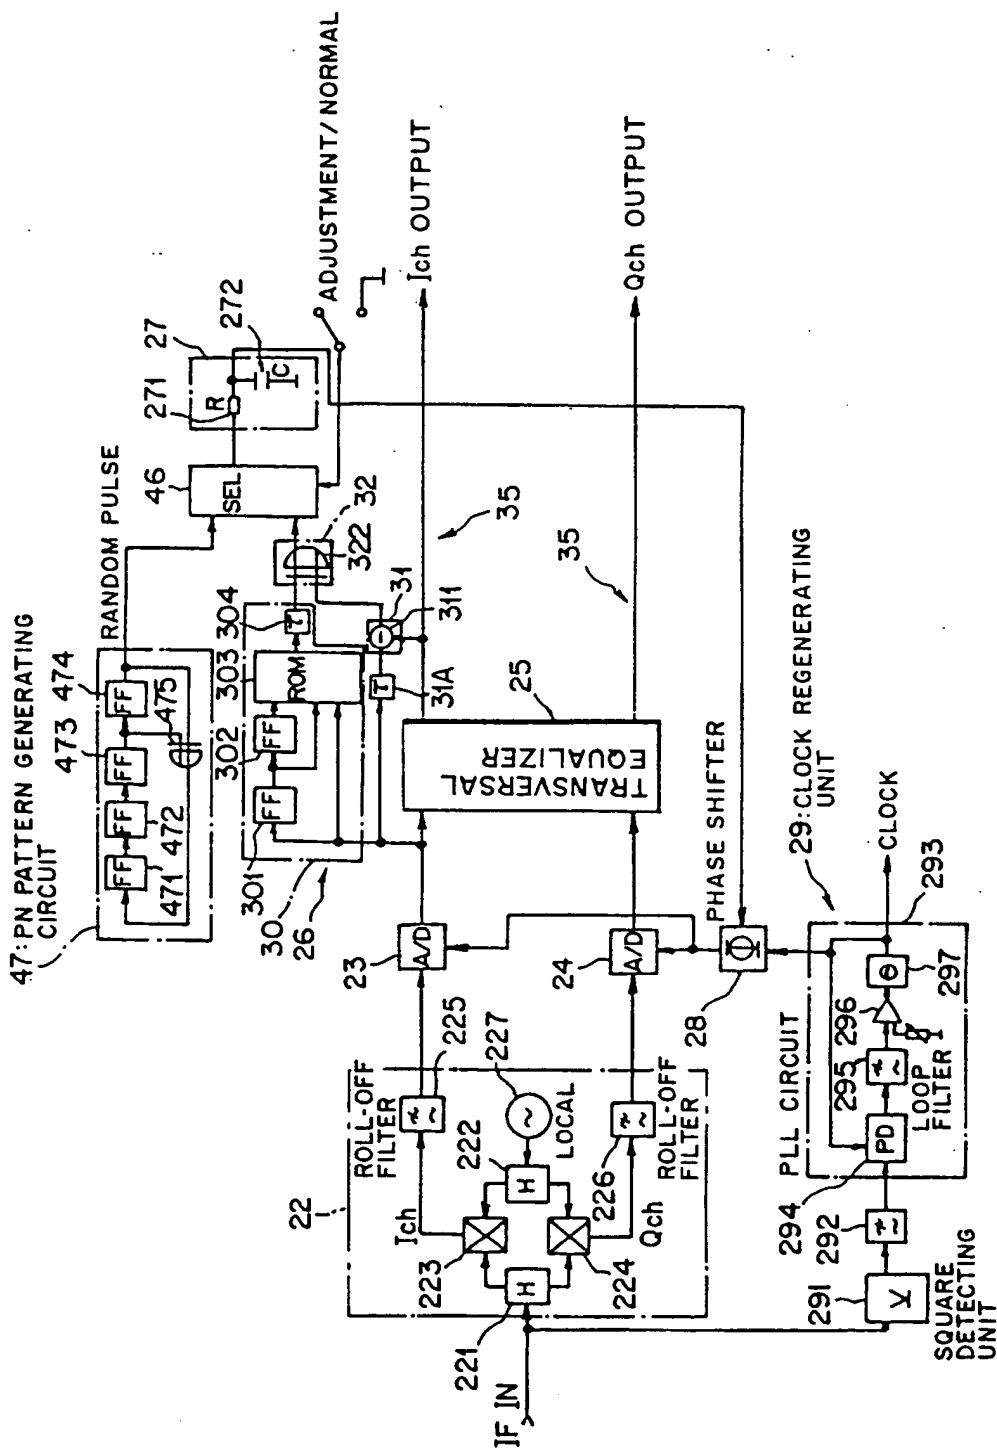 47:PN PATTERN GENERATING
CIRCUIT
RANDOM PULSE
471
472
473
474
475
FF
FF
FF
FF
46
SEL
271
R
27
272
C
ADJUSTMENT/NORMAL
301
302
303
304
FF
FF
ROM
τ
30
26
32
322
31
311
31A
τ
35
35
Ich OUTPUT
Qch OUTPUT
25
TRANSVERSAL
EQUALIZER
23
A/D
24
A/D
PHASE SHIFTER
28
22
ROLL-OFF
FILTER
225
Ich
222
H
227
LOCAL
223
224
221
H
226
Qch
ROLL-OFF
FILTER
IF IN
29:CLOCK REGENERATING
UNIT
293
CLOCK
PLL CIRCUIT
294
PD
295
LOOP
FILTER
296
297
292
291
SQUARE
DETECTING
UNIT